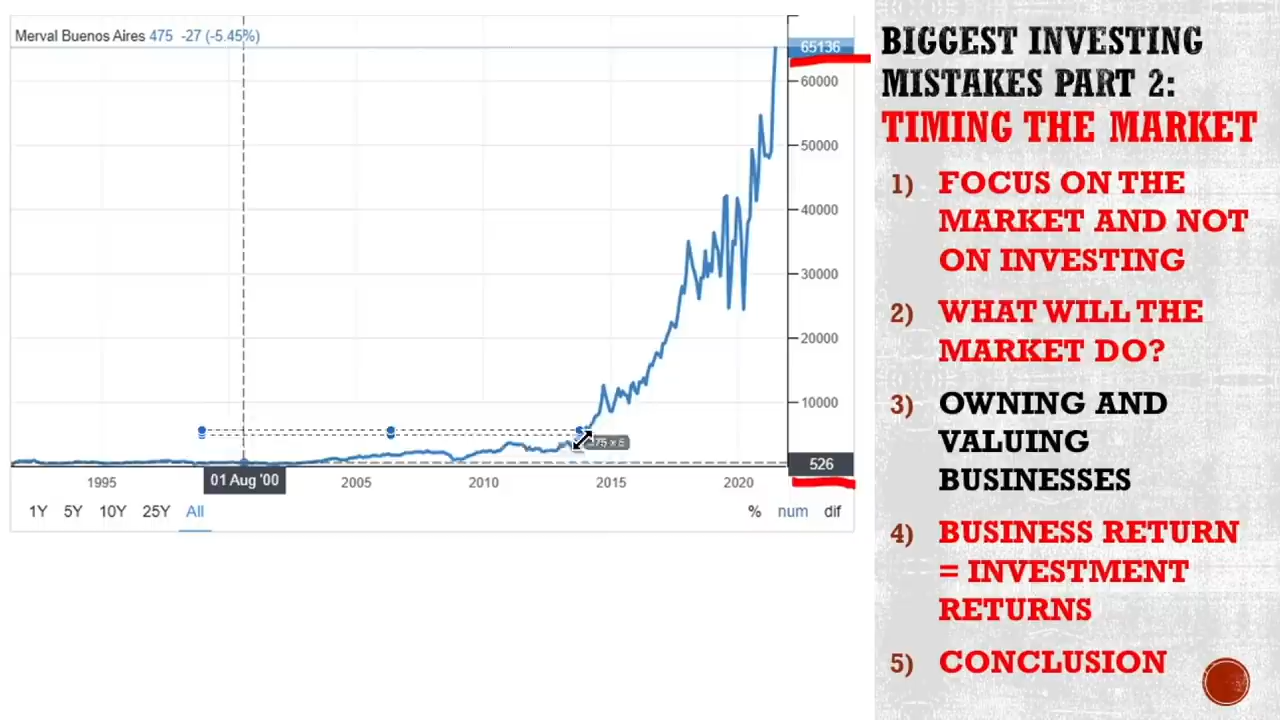 Merval Buenos Aires 475 -27 (-5.45%)
65136
60000
50000
40000
30000
20000
10000
526
01 Aug '00
1995
2005
2010
2015
2020
1Y 5Y 10Y 25Y All
% num dif
BIGGEST INVESTING
MISTAKES PART 2:
TIMING THE MARKET
1) FOCUS ON THE
MARKET AND NOT
ON INVESTING
2) WHAT WILL THE
MARKET DO?
3) OWNING AND
VALUING
BUSINESSES
4) BUSINESS RETURN
= INVESTMENT
RETURNS
5) CONCLUSION